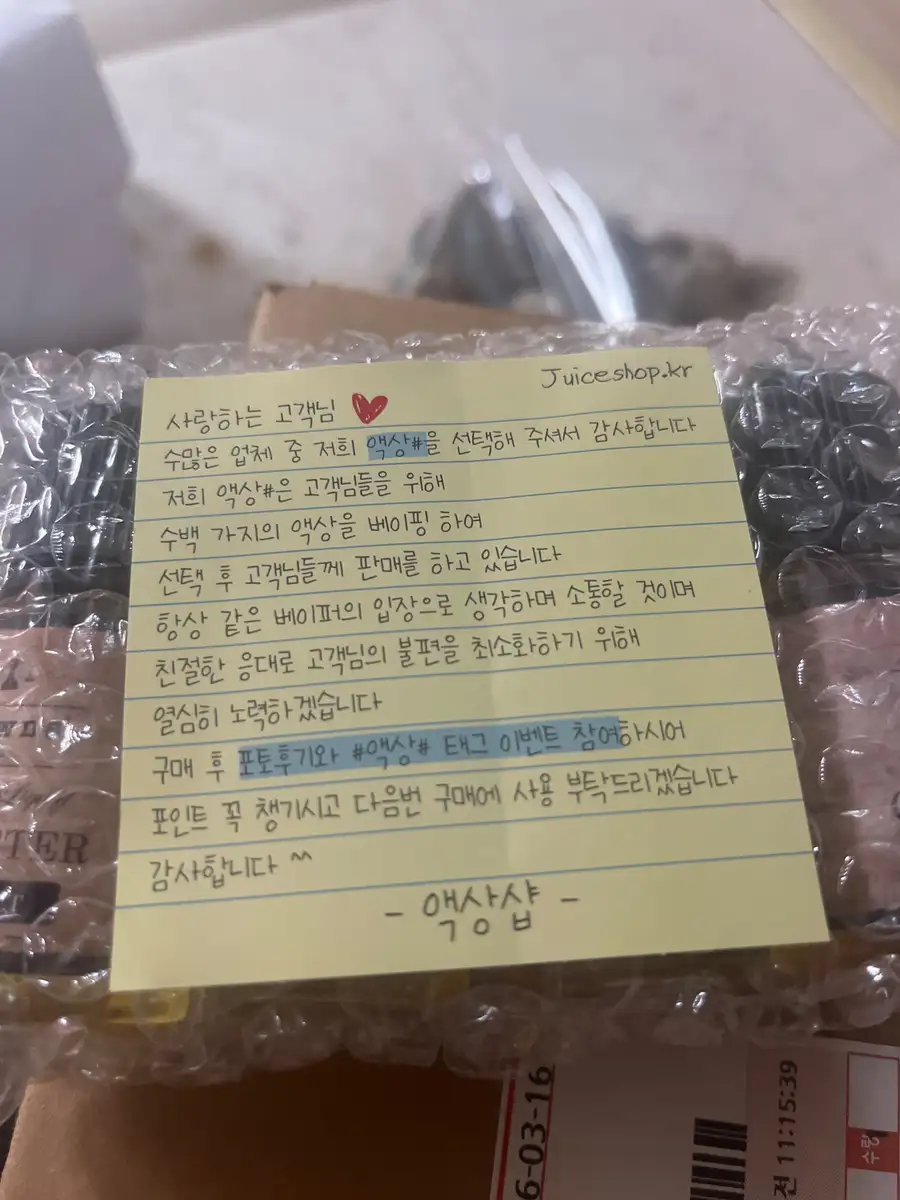 Juiceshop.kr
사랑하는 고객님
수많은 업체 중 저희 액상#을 선택해 주셔서 감사합니다
저희 액상#은 고객님들을 위해
수백 가지의 액상을 베이핑 하여
선택 후 고객님들께 판매를 하고 있습니다
항상 같은 베이퍼의 입장으로 생각하며 소통할 것이며
친절한 응대로 고객님의 불편을 최소화하기 위해
열심히 노력하겠습니다
구매 후 포토후기와 #액상# 태그 이벤트 참여하시어
포인트 꼭 챙기시고 다음번 구매에 사용 부탁드리겠습니다
감사합니다 ^^
- 액상샵 -
TTER
6-03-16
전 11:15:39
수량